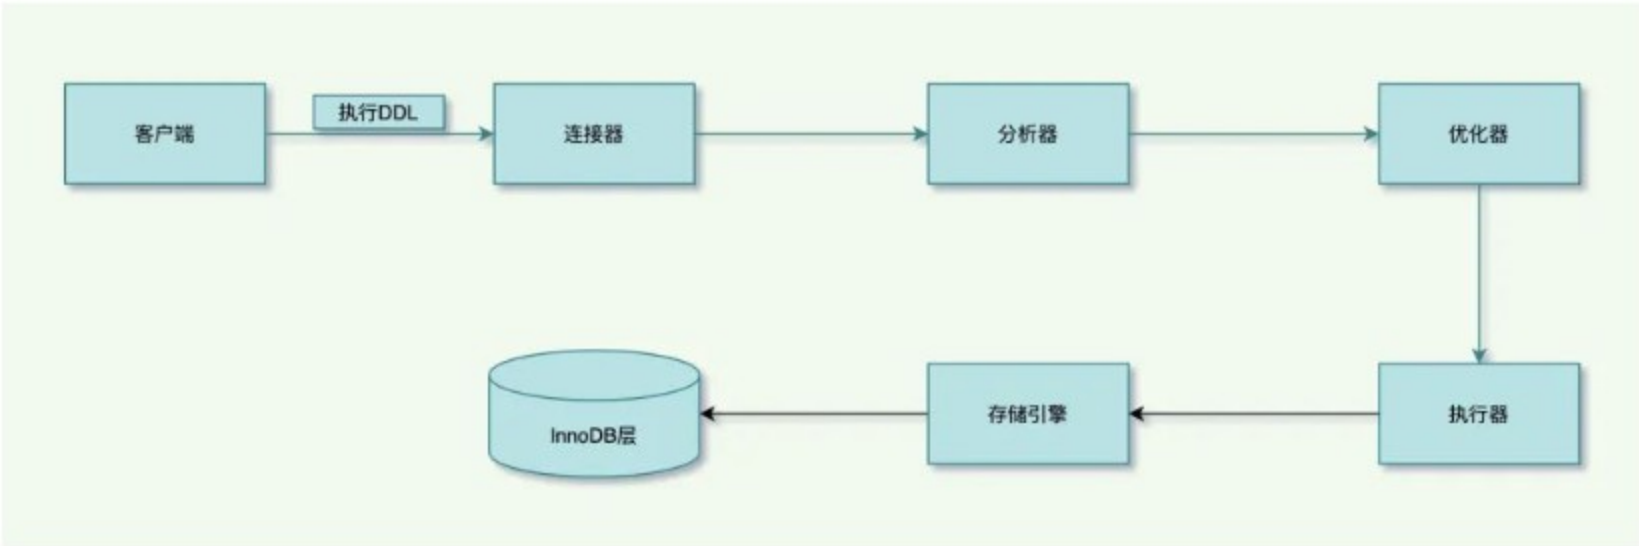 客户端
执行DDL
连接器
分析器
优化器
InnoDB层
存储引擎
执行器